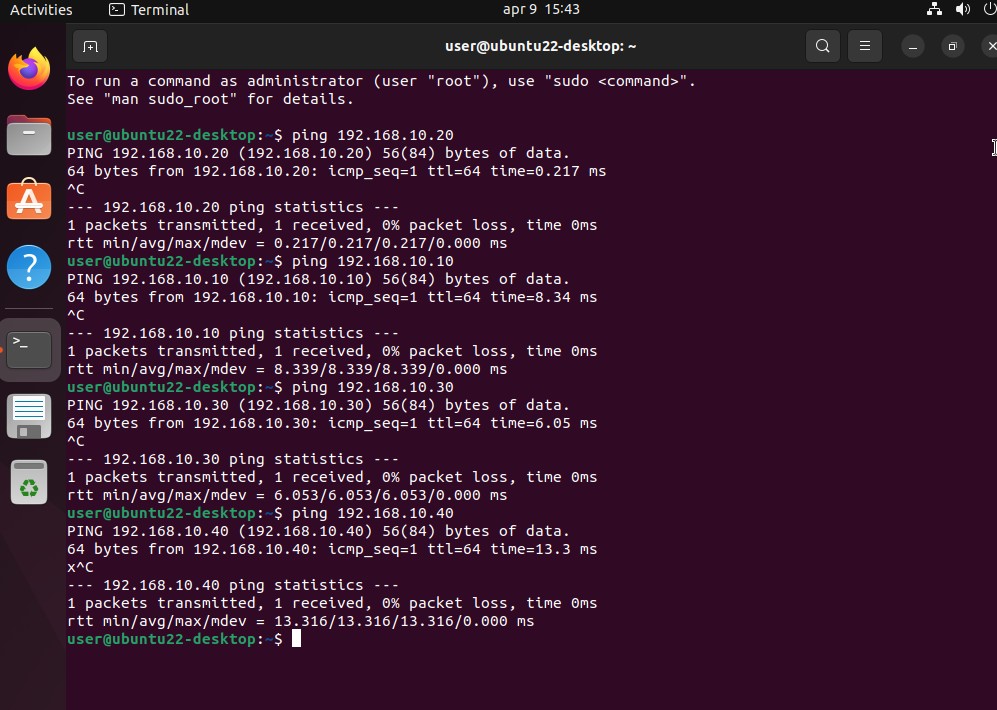 Activities
Terminal
apr 9 15:43
user@ubuntu22-desktop: ~
To run a command as administrator (user "root"), use "sudo <command>".
See "man sudo_root" for details.
user@ubuntu22-desktop:~$ ping 192.168.10.20
PING 192.168.10.20 (192.168.10.20) 56(84) bytes of data.
64 bytes from 192.168.10.20: icmp_seq=1 ttl=64 time=0.217 ms
^C
--- 192.168.10.20 ping statistics ---
1 packets transmitted, 1 received, 0% packet loss, time 0ms
rtt min/avg/max/mdev = 0.217/0.217/0.217/0.000 ms
user@ubuntu22-desktop:~$ ping 192.168.10.10
PING 192.168.10.10 (192.168.10.10) 56(84) bytes of data.
64 bytes from 192.168.10.10: icmp_seq=1 ttl=64 time=8.34 ms
^C
--- 192.168.10.10 ping statistics ---
1 packets transmitted, 1 received, 0% packet loss, time 0ms
rtt min/avg/max/mdev = 8.339/8.339/8.339/0.000 ms
user@ubuntu22-desktop:~$ ping 192.168.10.30
PING 192.168.10.30 (192.168.10.30) 56(84) bytes of data.
64 bytes from 192.168.10.30: icmp_seq=1 ttl=64 time=6.05 ms
^C
--- 192.168.10.30 ping statistics ---
1 packets transmitted, 1 received, 0% packet loss, time 0ms
rtt min/avg/max/mdev = 6.053/6.053/6.053/0.000 ms
user@ubuntu22-desktop:~$ ping 192.168.10.40
PING 192.168.10.40 (192.168.10.40) 56(84) bytes of data.
64 bytes from 192.168.10.40: icmp_seq=1 ttl=64 time=13.3 ms
x^C
--- 192.168.10.40 ping statistics ---
1 packets transmitted, 1 received, 0% packet loss, time 0ms
rtt min/avg/max/mdev = 13.316/13.316/13.316/0.000 ms
user@ubuntu22-desktop:~$